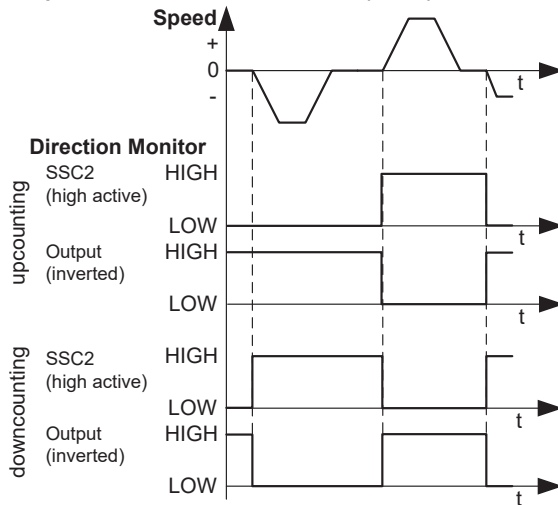 Speed
+
0
-
t
Direction Monitor
upcounting
SSC2
(high active)
HIGH
LOW
t
Output
(inverted)
HIGH
LOW
t
downcounting
SSC2
(high active)
HIGH
LOW
t
Output
(inverted)
HIGH
LOW
t